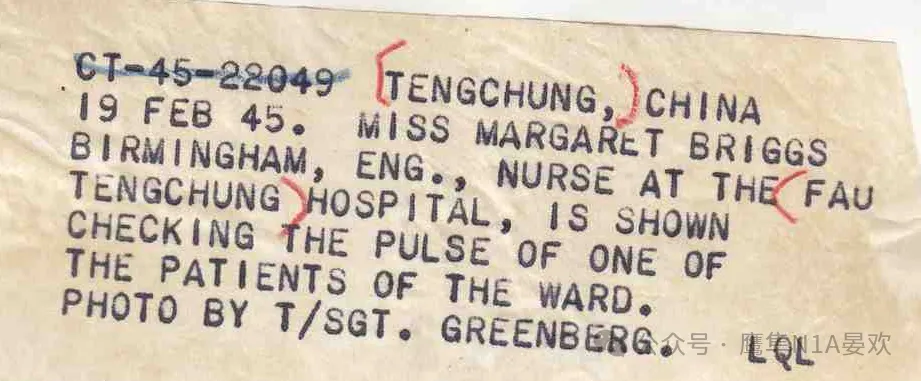 CT-45-22049 TENGCHUNG, CHINA
19 FEB 45. MISS MARGARET BRIGGS
BIRMINGHAM, ENG., NURSE AT THE FAU
TENGCHUNG HOSPITAL, IS SHOWN
CHECKING THE PULSE OF ONE OF
THE PATIENTS OF THE WARD.
PHOTO BY T/SGT. GREENBERG. LQL
公众号 · 鹰隼N1A晏欢